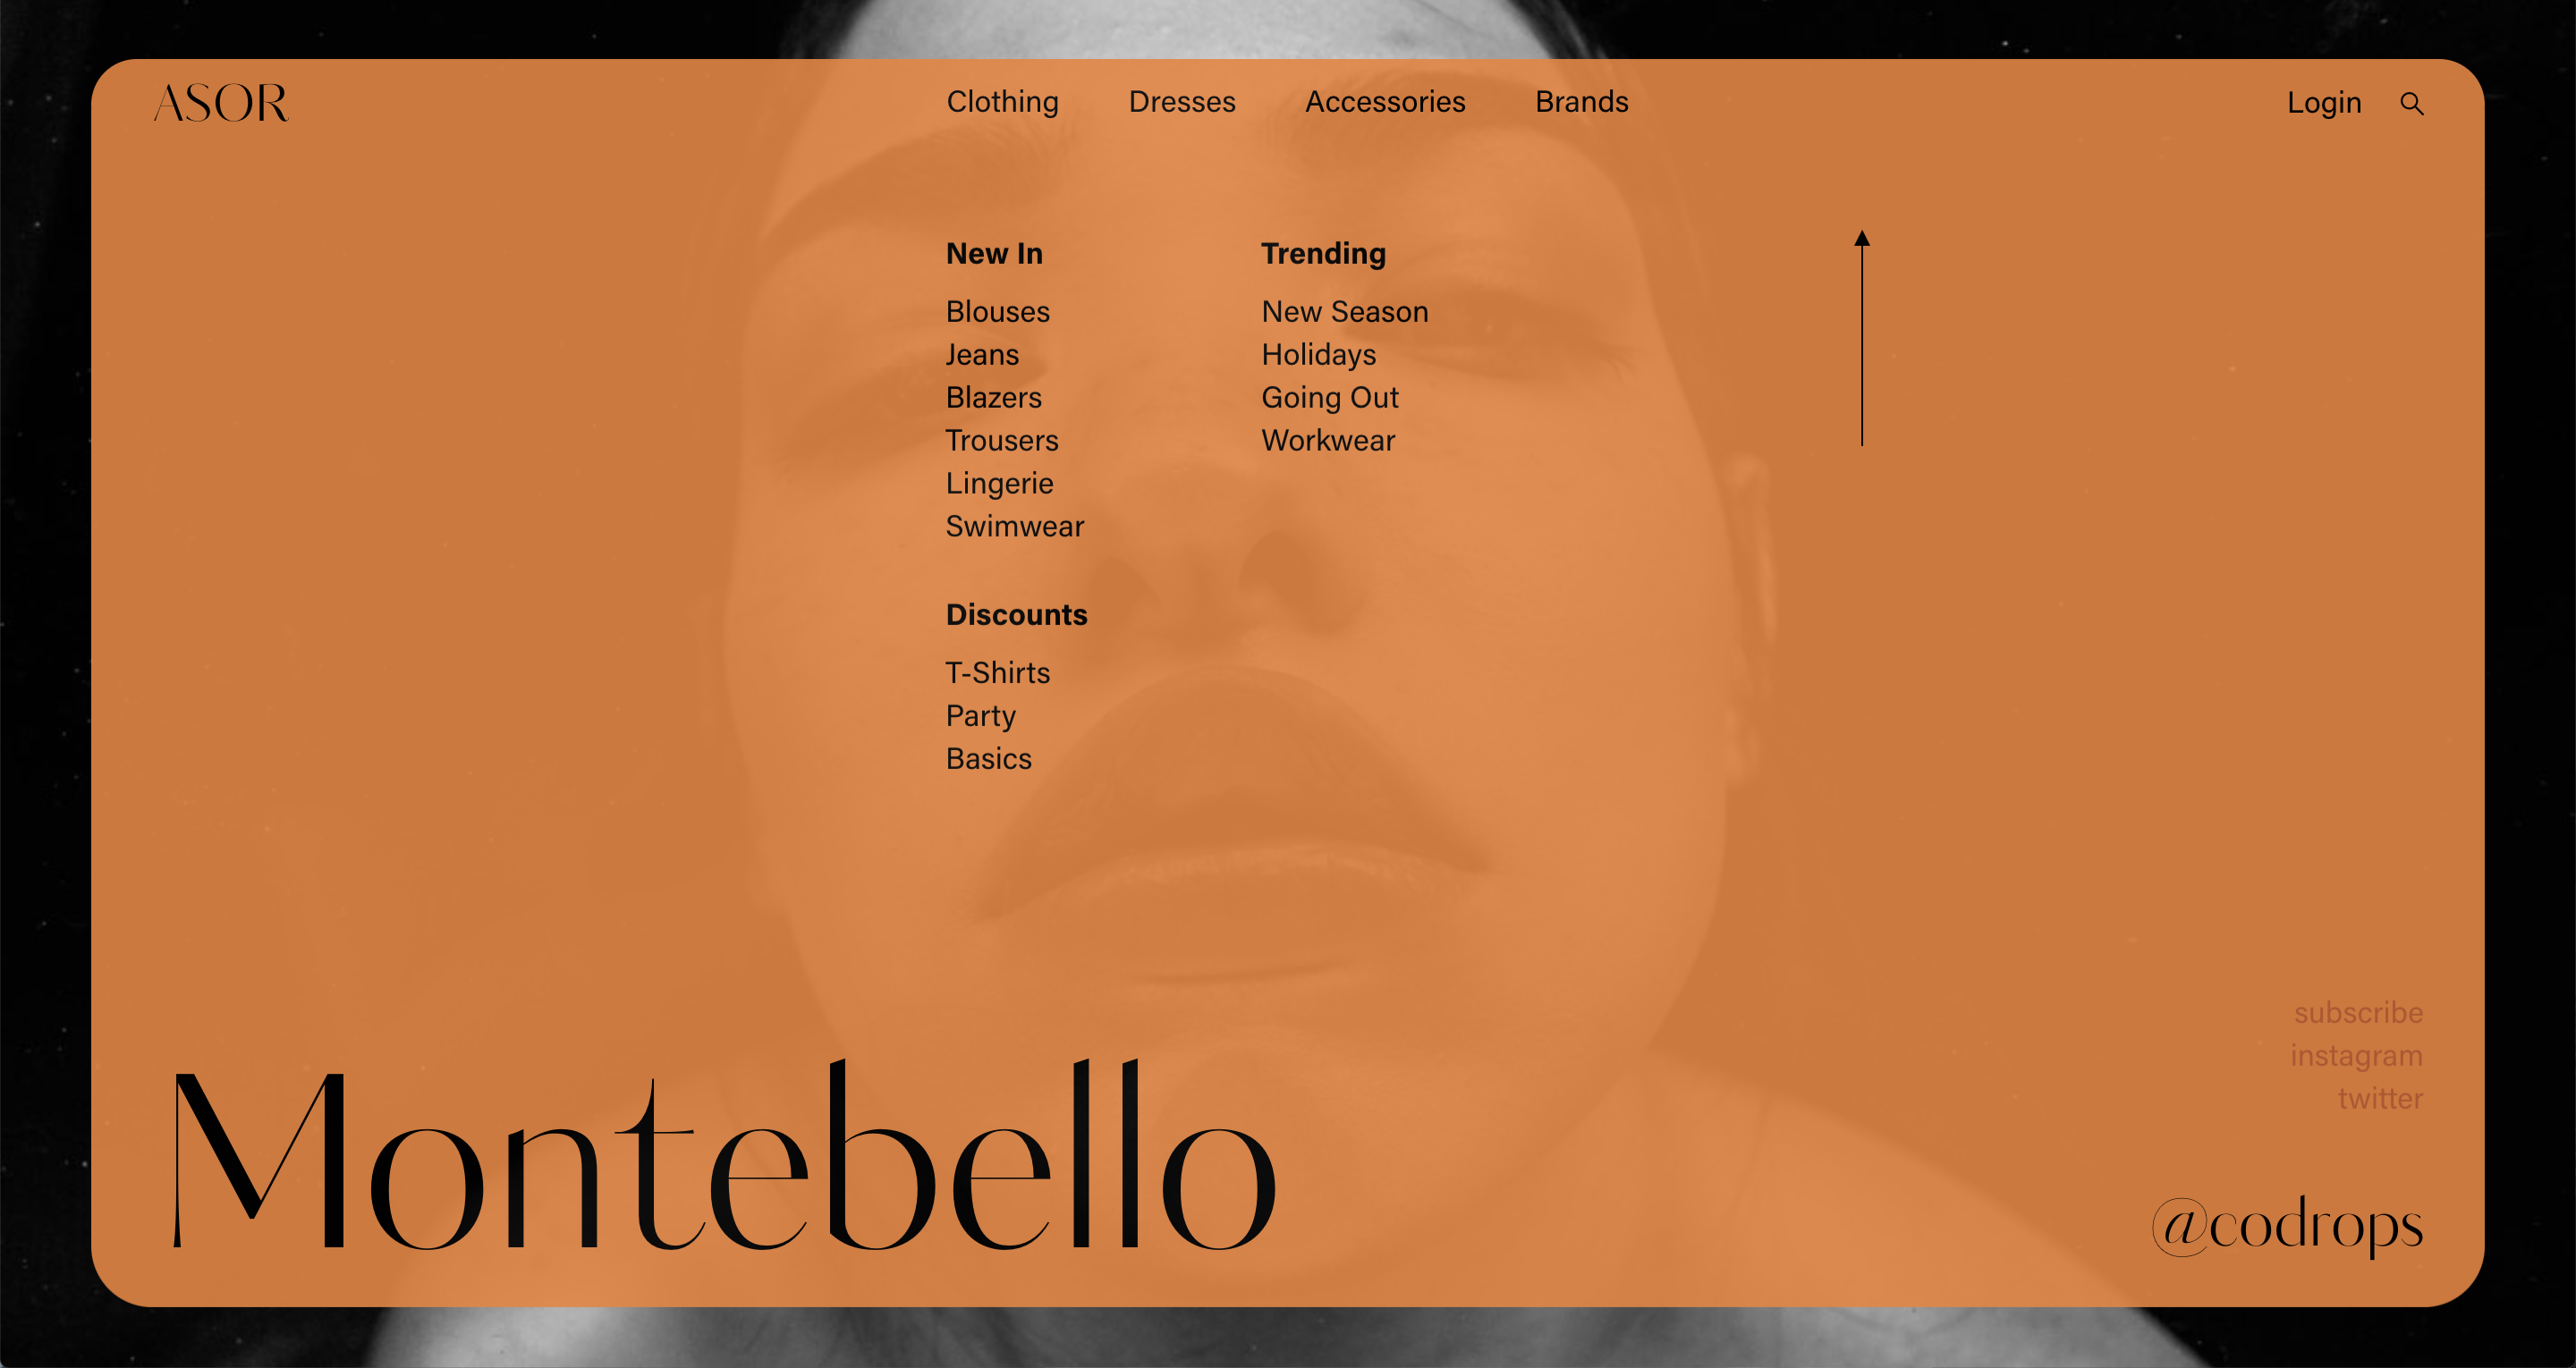 ASOR
Clothing Dresses Accessories Brands
Login
New In
Blouses
Jeans
Blazers
Trousers
Lingerie
Swimwear
Discounts
T-Shirts
Party
Basics
Trending
New Season
Holidays
Going Out
Workwear
subscribe
instagram
twitter
Montebello
@codrops